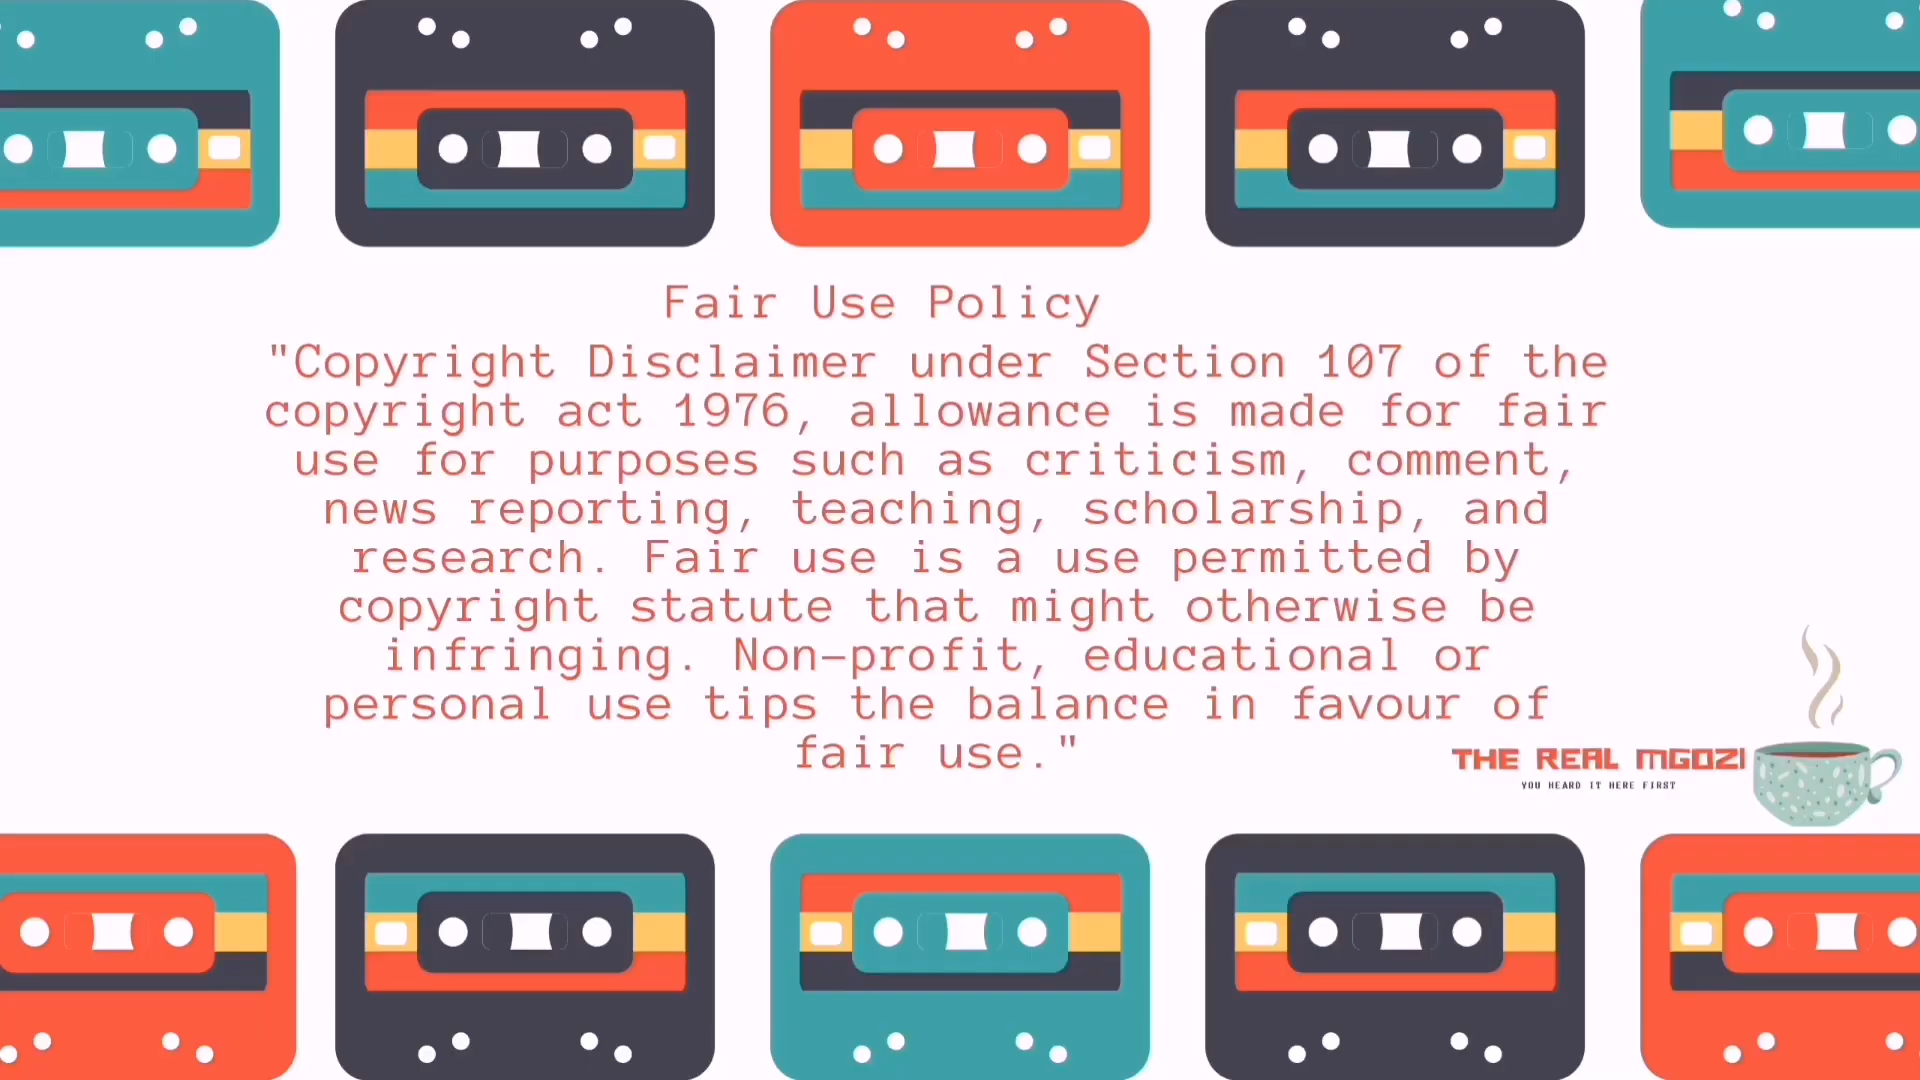 Fair Use Policy
"Copyright Disclaimer under Section 107 of the
copyright act 1976, allowance is made for fair
use for purposes such as criticism, comment,
news reporting, teaching, scholarship, and
research. Fair use is a use permitted by
copyright statute that might otherwise be
infringing. Non-profit, educational or
personal use tips the balance in favour of
fair use."
THE REAL MGOZI
YOU HEARD IT HERE FIRST